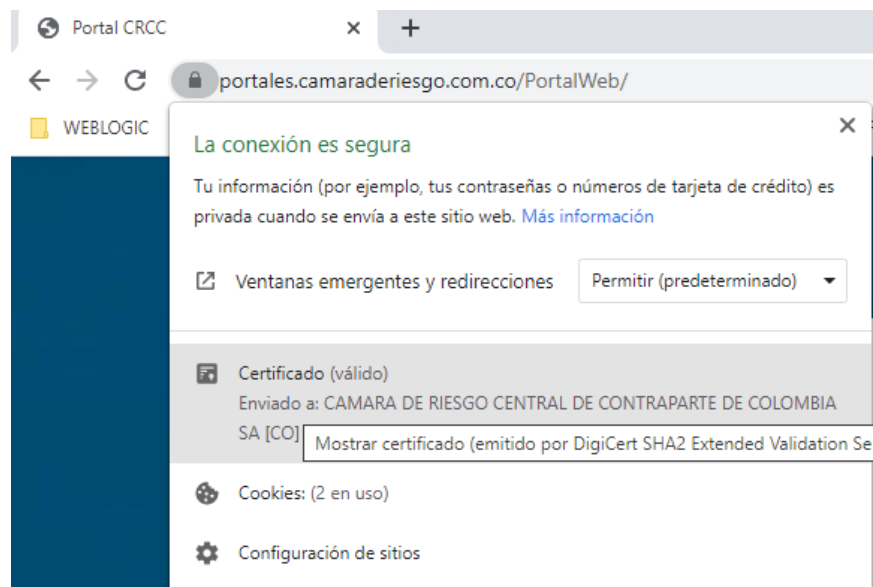 Portal CRCC
portales.camaraderiesgo.com.co/PortalWeb/
WEBLOGIC
La conexión es segura
Tu información (por ejemplo, tus contraseñas o números de tarjeta de crédito) es
privada cuando se envía a este sitio web. Más información
Ventanas emergentes y redirecciones Permitir (predeterminado)
Certificado (válido)
Enviado a: CAMARA DE RIESGO CENTRAL DE CONTRAPARTE DE COLOMBIA
SA [CO]
Mostrar certificado (emitido por DigiCert SHA2 Extended Validation Se
Cookies: (2 en uso)
Configuración de sitios